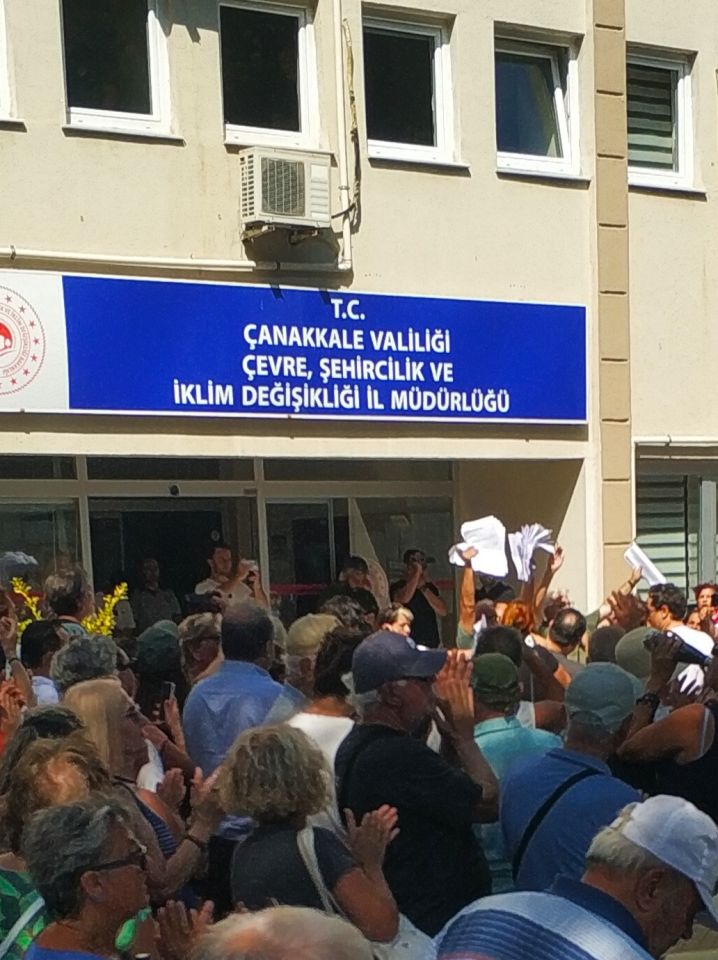 T.C.
ÇANAKKALE VALİLİĞİ
ÇEVRE, ŞEHİRCİLİK VE
İKLİM DEĞİŞİKLİĞİ İL MÜDÜRLÜĞÜ